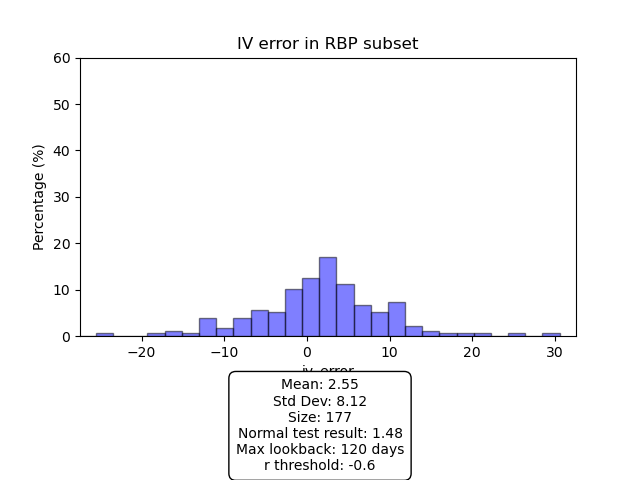 IV error in RBP subset
60
50
40
30
20
10
0
Percentage (%)
−20
−10
0
10
20
30
iv_error
Mean: 2.55
Std Dev: 8.12
Size: 177
Normal test result: 1.48
Max lookback: 120 days
r threshold: -0.6